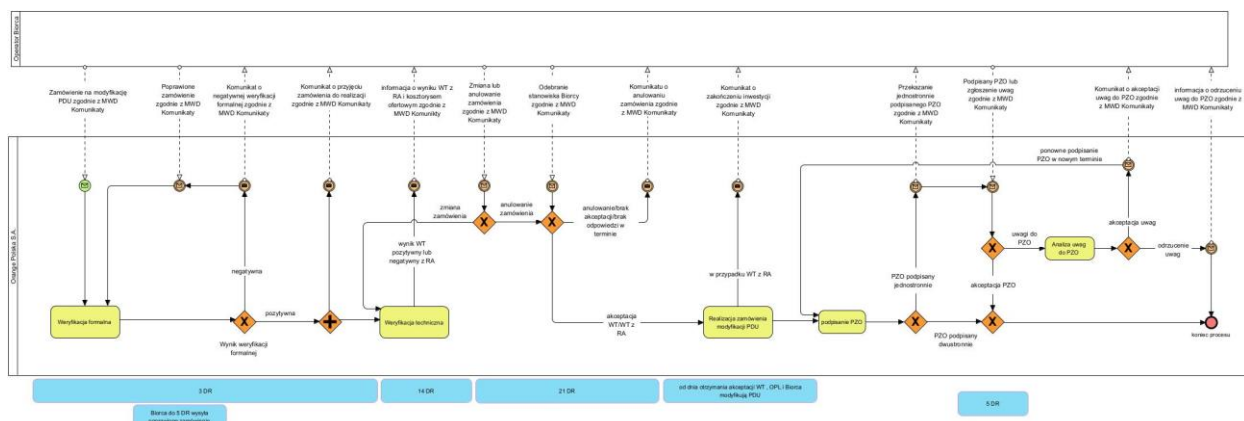 Operator Biorca
Zamówienie na modyfikację
PDU zgodnie z MWD
Komunikaty
Poprawione
zamówienie
zgodnie z MWD
Komunikaty
Komunikat o
negatywnej weryfikacji
formalnej zgodnie z
MWD Komunikaty
Komunikat o przyjęciu
zamówienia do realizacji
zgodnie z MWD Komunikaty
informacja o wyniku WT z
RA i kosztorysem
ofertowym zgodnie z
MWD Komunikaty
Zmiana lub
anulowanie
zamówienia
zgodnie z MWD
Komunikaty
Odebranie
stanowiska Biorcy
zgodnie z MWD
Komunikaty
Komunikatu o
anulowaniu
zamówienia zgodnie
z MWD Komunikaty
Komunikat o
zakończeniu inwestycji
zgodnie z MWD
Komunikaty
Przekazanie
jednostronnie
podpisanego PZO
zgodnie z MWD
Komunikaty
Podpisany PZO lub
zgłoszenie uwag
zgodnie z MWD
Komunikaty
Komunikat o akceptacji
uwag do PZO zgodnie
z MWD Komunikaty
informacja o odrzuceniu
uwag do PZO zgodnie z
MWD Komunikaty
Orange Polska S.A.
ponowne podpisanie
PZO w nowym terminie
zmiana
zamówienia
anulowanie
zamówienia
anulowanie/brak
akceptacji/brak
odpowiedzi w
terminie
akceptacja uwag
uwagi do
PZO
Analiza uwag
do PZO
odrzucenie
uwag
wynik WT
pozytywny lub
negatywny z RA
negatywna
w przypadku WT z RA
PZO podpisany
jednostronnie
akceptacja PZO
Weryfikacja formalna
pozytywna
Weryfikacja techniczna
akceptacja
WT/WT z
RA
Realizacja zamówienia
modyfikacji PDU
podpisanie PZO
PZO podpisany
dwustronnie
koniec procesu
Wynik weryfikacji
formalnej
3 DR
14 DR
21 DR
od dnia otrzymania akceptacji WT , OPL i Biorca
modyfikują PDU
5 DR
Biorca do 5 DR wysyła